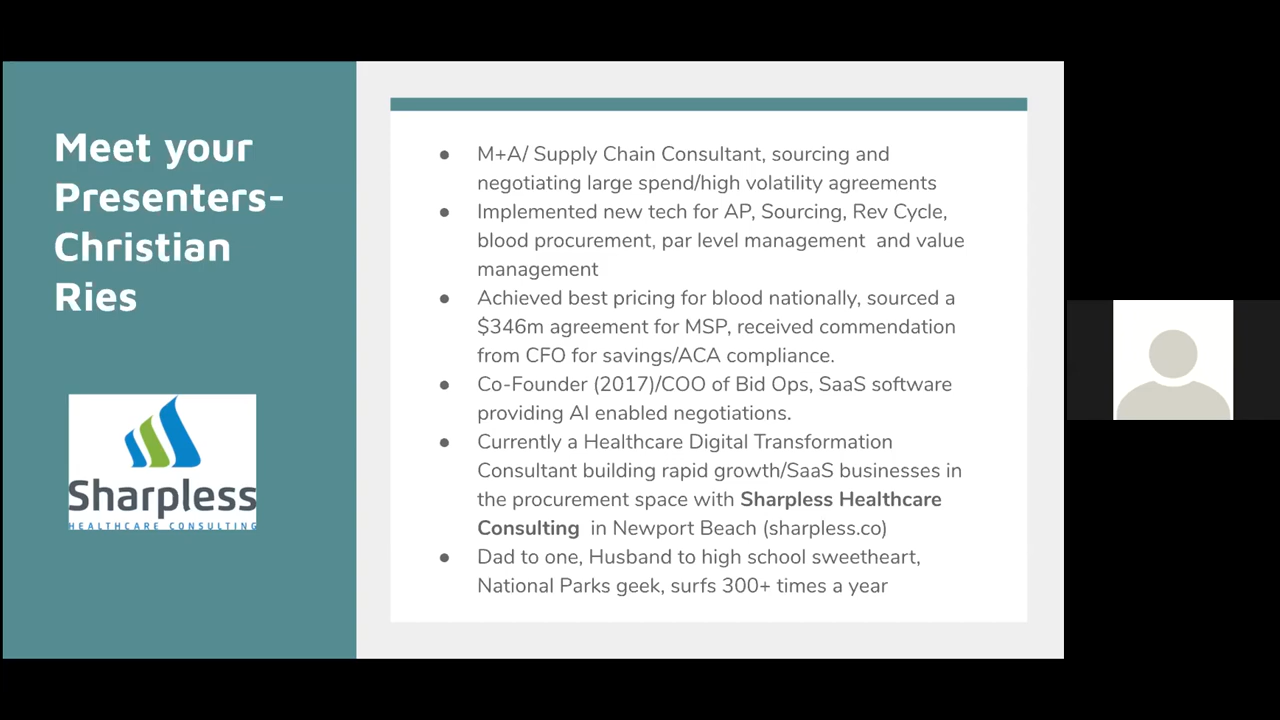 Meet your
Presenters-
Christian
Ries
Sharpless
HEALTHCARE CONSULTING
● M+A/ Supply Chain Consultant, sourcing and
negotiating large spend/high volatility agreements
● Implemented new tech for AP, Sourcing, Rev Cycle,
blood procurement, par level management  and value
management
● Achieved best pricing for blood nationally, sourced a
$346m agreement for MSP, received commendation
from CFO for savings/ACA compliance.
● Co-Founder (2017)/COO of Bid Ops, SaaS software
providing AI enabled negotiations.
● Currently a Healthcare Digital Transformation
Consultant building rapid growth/SaaS businesses in
the procurement space with Sharpless Healthcare
Consulting  in Newport Beach (sharpless.co)
● Dad to one, Husband to high school sweetheart,
National Parks geek, surfs 300+ times a year